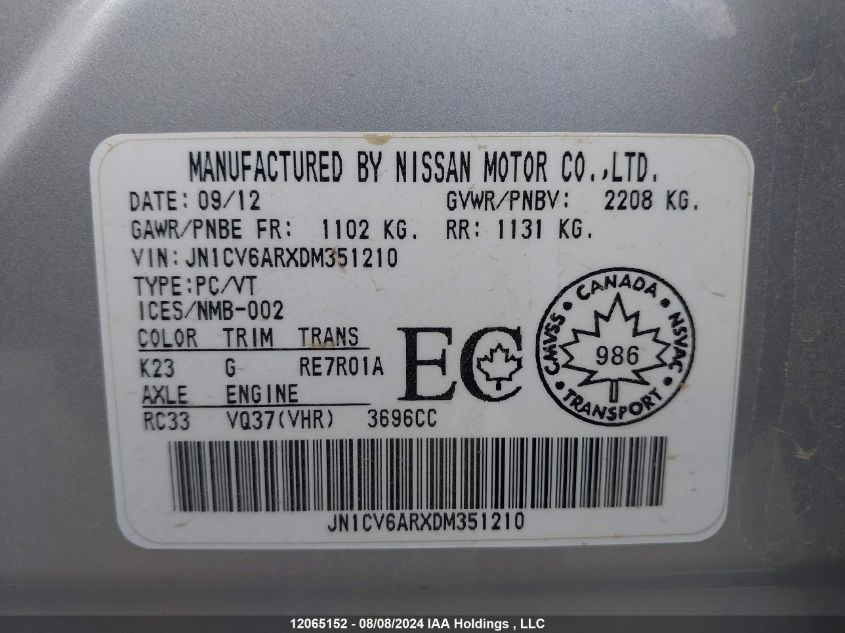 MANUFACTURED BY NISSAN MOTOR CO.,LTD.
DATE: 09/12 GVWR/PNBV: 2208 KG.
GAWR/PNBE FR: 1102 KG. RR: 1131 KG.
VIN: JN1CV6ARXDM351210
TYPE:PC/VT
ICES/NMB-002
COLOR TRIM TRANS
K23 G RE7R01A
AXLE ENGINE
RC33 VQ37(VHR) 3696CC
EC
CANADA
CMVSS • NSVAC
986
TRANSPORT
JN1CV6ARXDM351210
12065152 - 08/08/2024 IAA Holdings , LLC